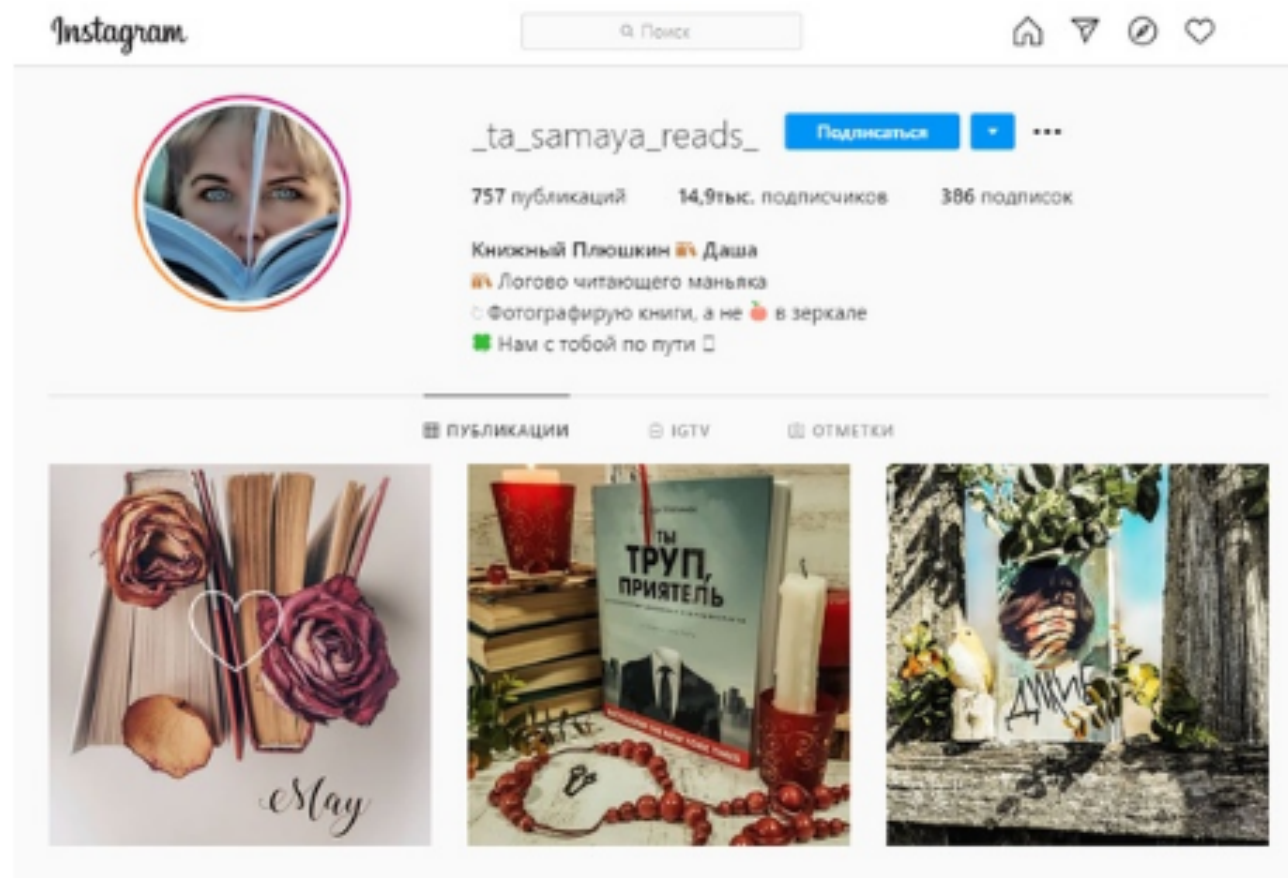 Instagram
Поиск
_ta_samaya_reads_ Подписаться
757 публикаций 14,9тыс. подписчиков 386 подписок
Книжный Плюшкин Даша
Логово читающего маньяка
Фотографирую книги, а не 🍑 в зеркале
Нам с тобой по пути
ПУБЛИКАЦИИ IGTV ОТМЕТКИ
May
ТЫ
ТРУП,
ПРИЯТЕЛЬ